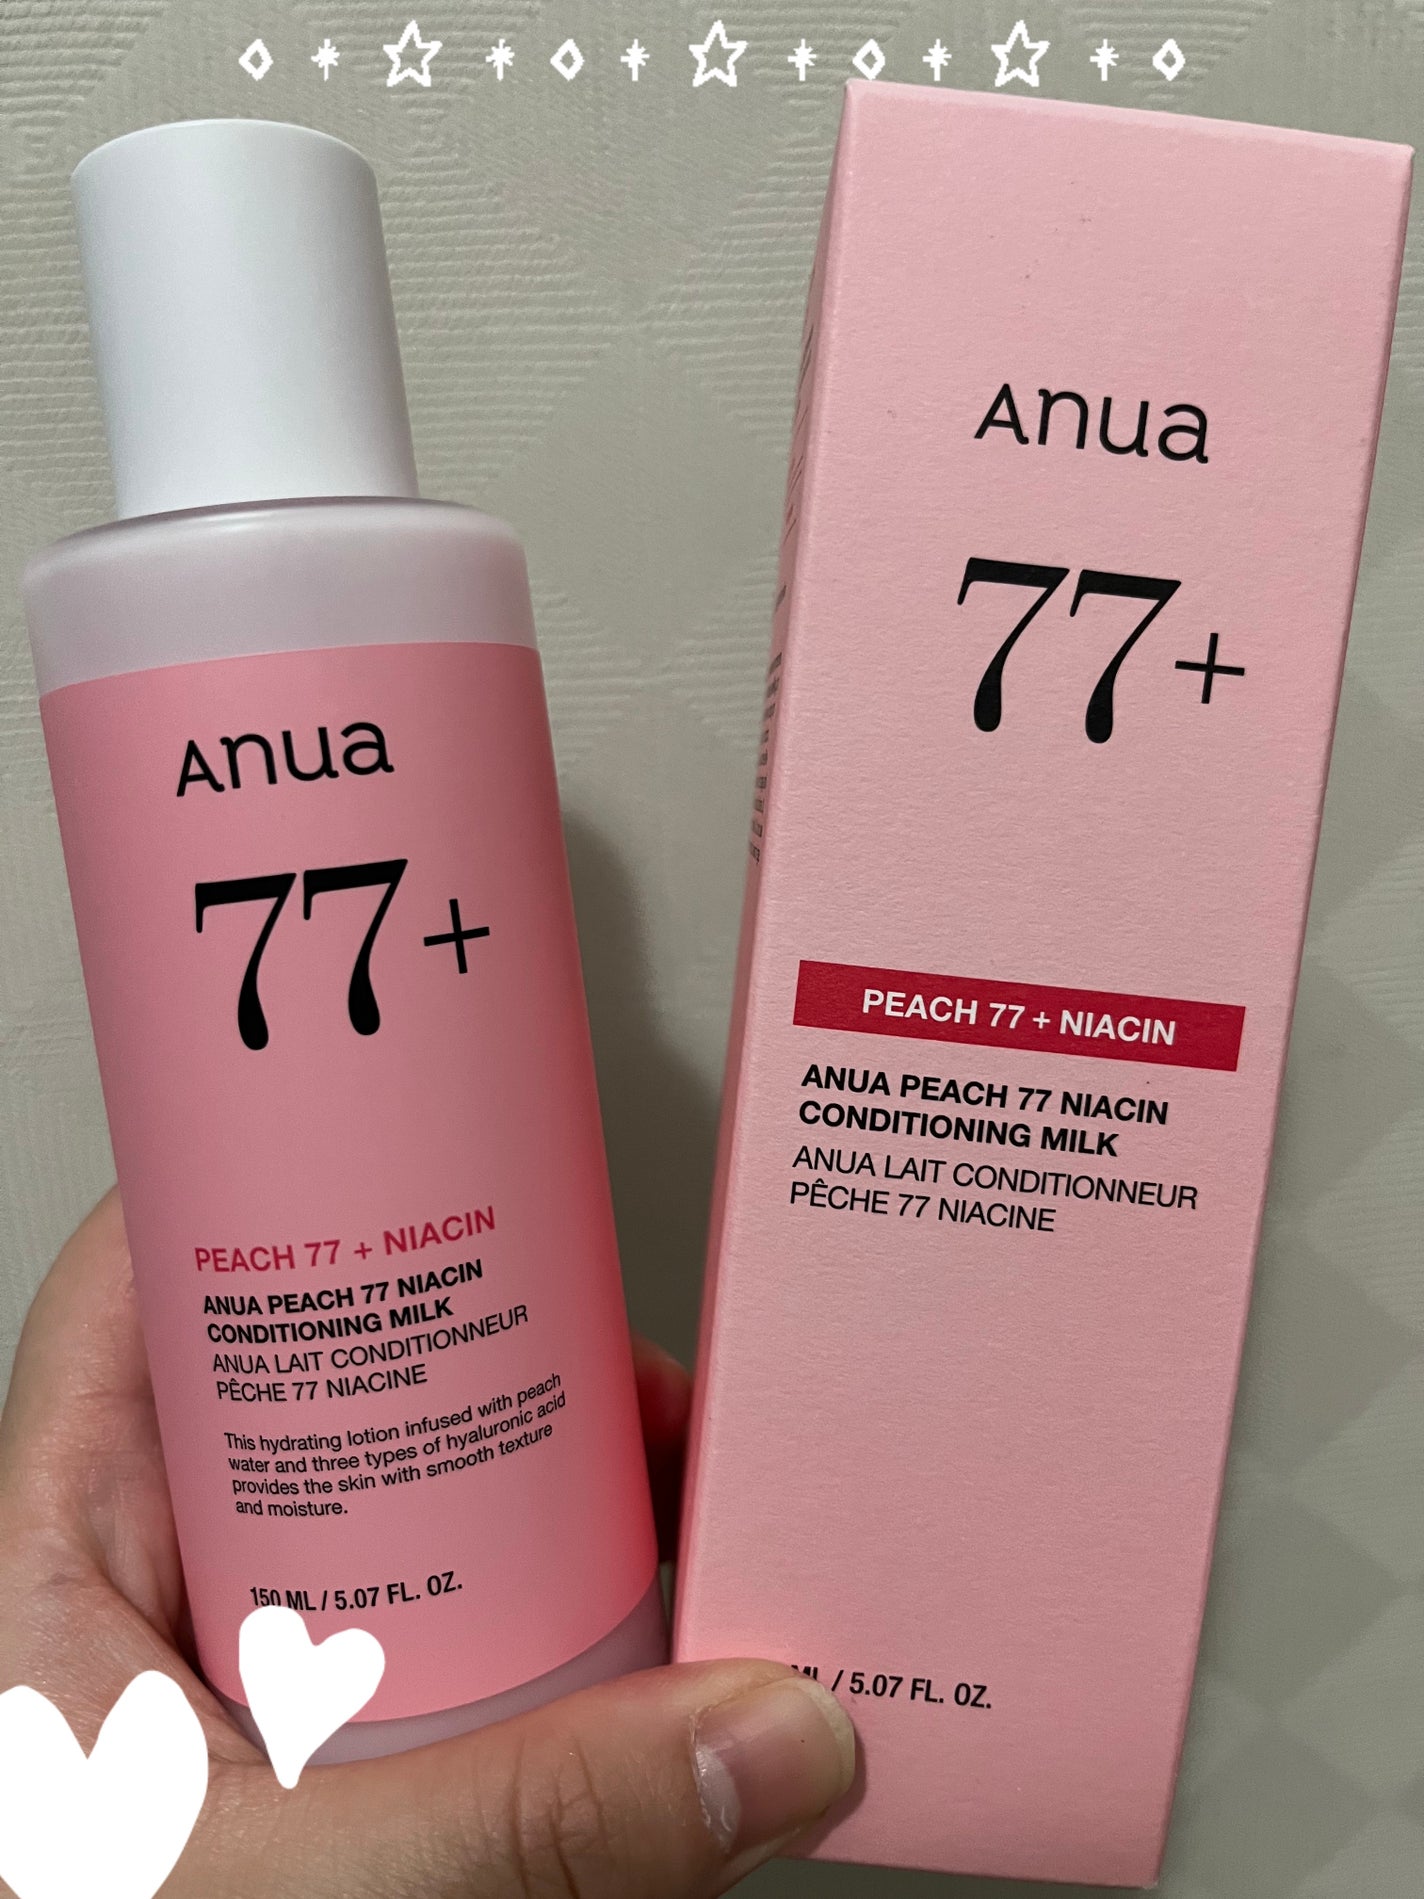 Anua
77+
PEACH 77 + NIACIN
ANUA PEACH 77 NIACIN
CONDITIONING MILK
ANUA LAIT CONDITIONNEUR
PÊCHE 77 NIACINE
This hydrating lotion infused with peach
water and three types of hyaluronic acid
provides the skin with smooth texture
and moisture.
150 ML / 5.07 FL. OZ.
Anua
77+
PEACH 77 + NIACIN
ANUA PEACH 77 NIACIN
CONDITIONING MILK
ANUA LAIT CONDITIONNEUR
PÊCHE 77 NIACINE
ML / 5.07 FL. OZ.